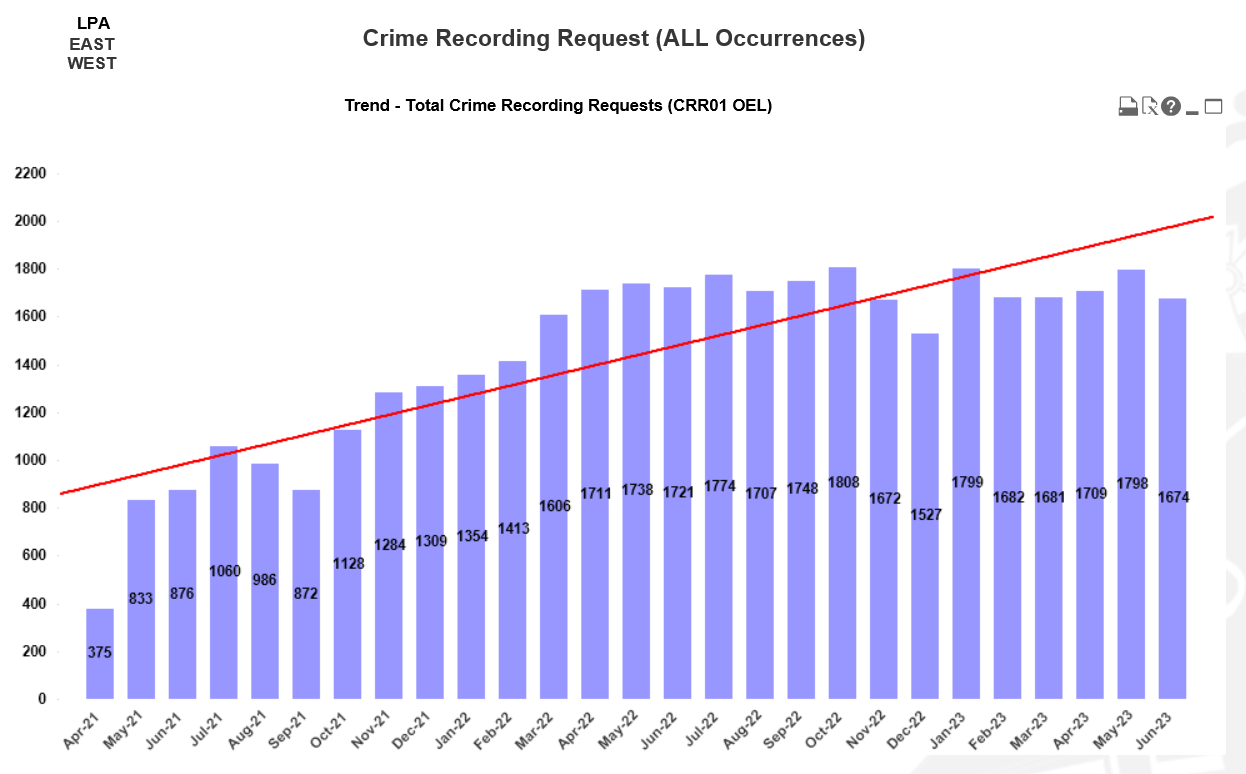 LPA
EAST
WEST
Crime Recording Request (ALL Occurrences)
Trend - Total Crime Recording Requests (CRR01 OEL)
2200
2000
1800
1600
1400
1200
1000
800
600
400
200
0
375
833
876
1060
986
872
1128
1284
1309
1354
1413
1606
1711
1738
1721
1774
1707
1748
1808
1672
1527
1799
1682
1681
1709
1798
1674
Apr-21
May-21
Jun-21
Jul-21
Aug-21
Sep-21
Oct-21
Nov-21
Dec-21
Jan-22
Feb-22
Mar-22
Apr-22
May-22
Jun-22
Jul-22
Aug-22
Sep-22
Oct-22
Nov-22
Dec-22
Jan-23
Feb-23
Mar-23
Apr-23
May-23
Jun-23